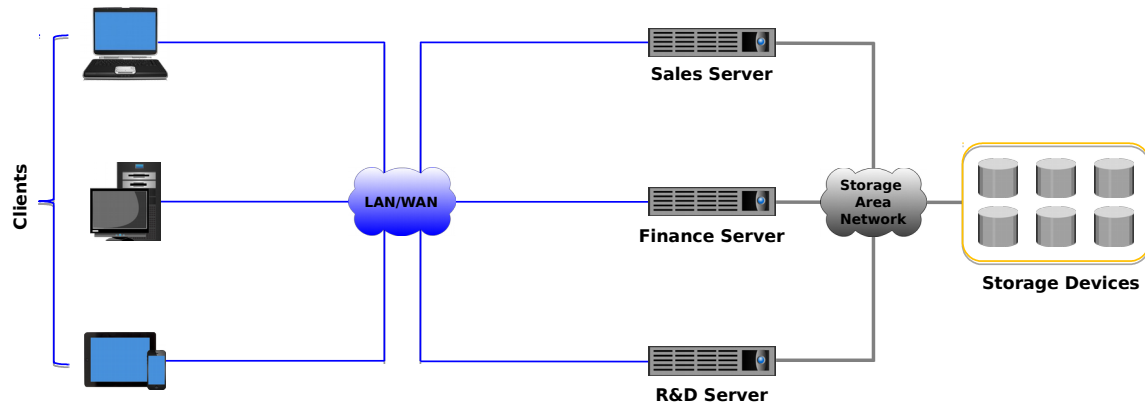 Clients
LAN/WAN
Sales Server
Finance Server
R&D Server
Storage
Area
Network
Storage Devices